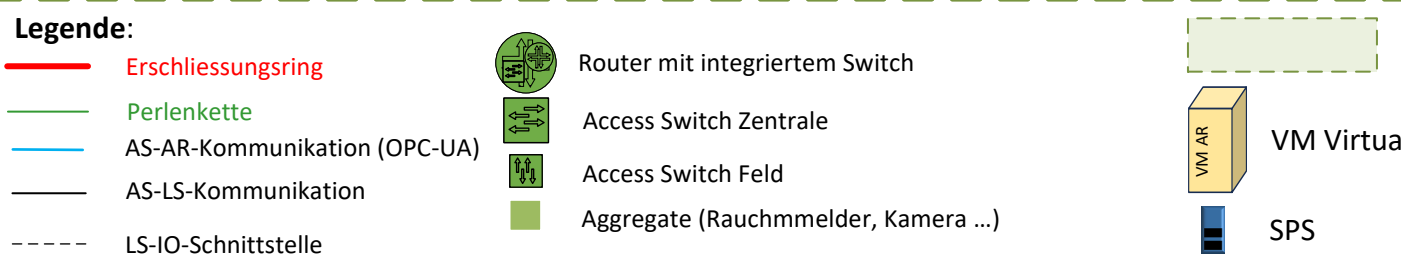 Legende:
Erschliessungsring
Perlenkette
AS-AR-Kommunikation (OPC-UA)
AS-LS-Kommunikation
LS-IO-Schnittstelle
Router mit integriertem Switch
Access Switch Zentrale
Access Switch Feld
Aggregate (Rauchmmelder, Kamera ...)
VM AR
VM Virtua
SPS